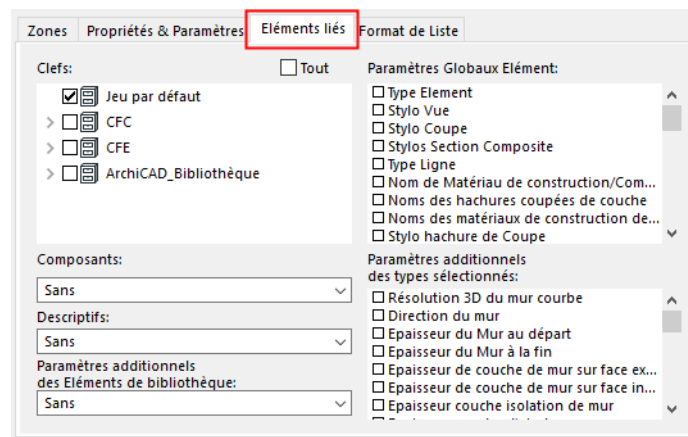 Zones
Propriétés & Paramètres
Eléments liés
Format de Liste
Clefs:
Tout
Jeu par défaut
CFC
CFE
ArchiCAD_Bibliothèque
Paramètres Globaux Elément:
Type Element
Stylo Vue
Stylo Coupe
Stylos Section Composite
Type Ligne
Nom de Matériau de construction/Com...
Noms des hachures coupées de couche
Noms des matériaux de construction de...
Stylo hachure de Coupe
Composants:
Sans
Descriptifs:
Sans
Paramètres additionnels
des Eléments de bibliothèque:
Sans
Paramètres additionnels
des types sélectionnés:
Résolution 3D du mur courbe
Direction du mur
Epaisseur du Mur au départ
Epaisseur du Mur à la fin
Epaisseur de couche de mur sur face ex...
Epaisseur de couche de mur sur face in...
Epaisseur couche isolation de mur